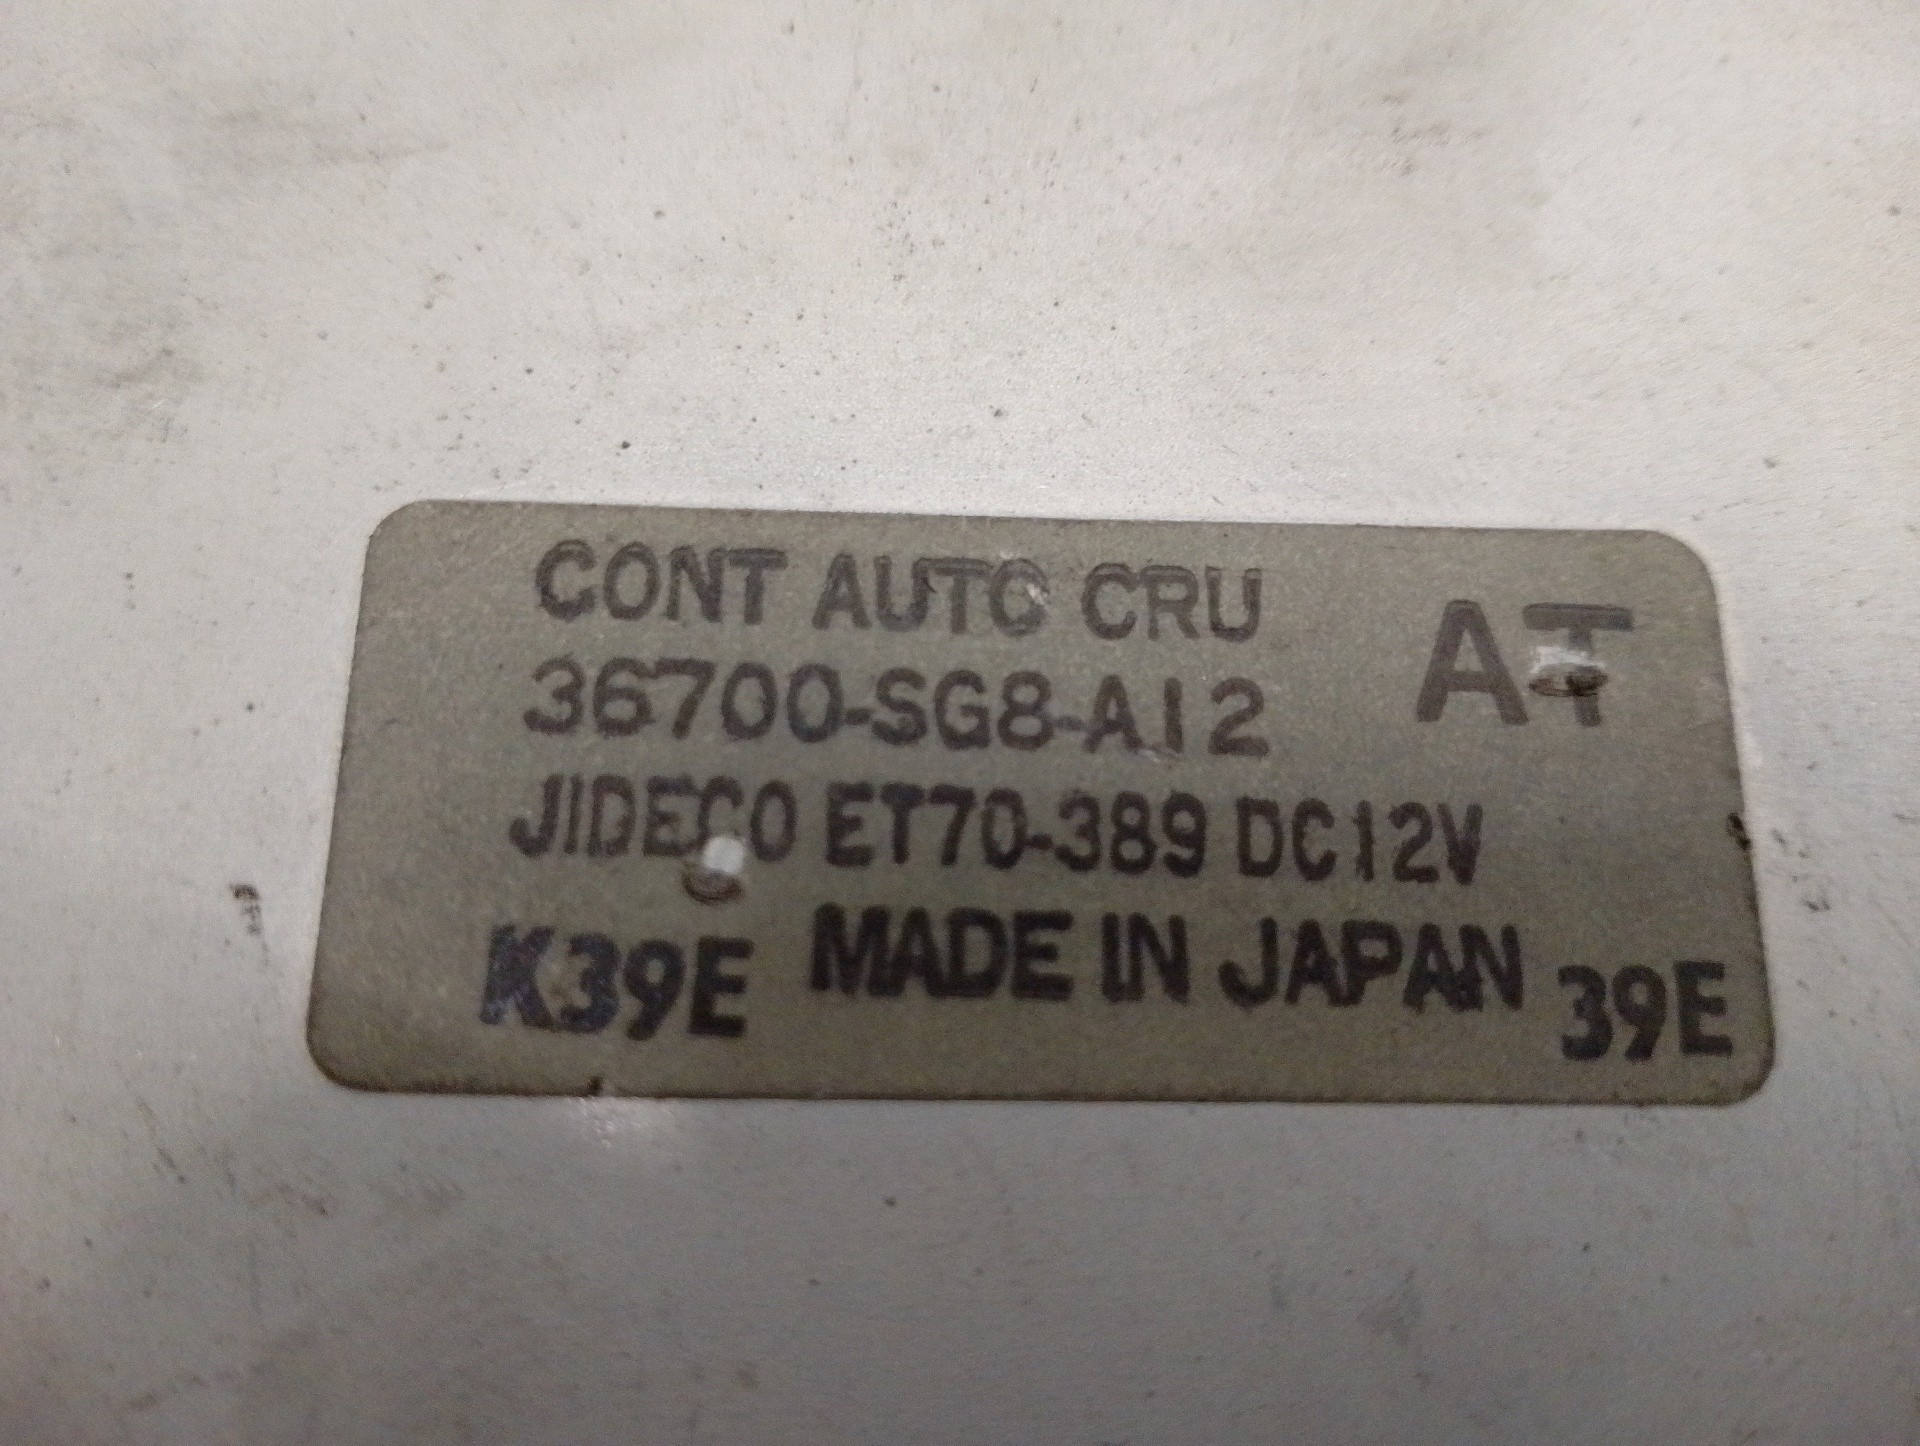 CONT AUTO CRU
AT
36700-SG8-A12
JIDECO ET70-389 DC12V
K39E MADE IN JAPAN 39E